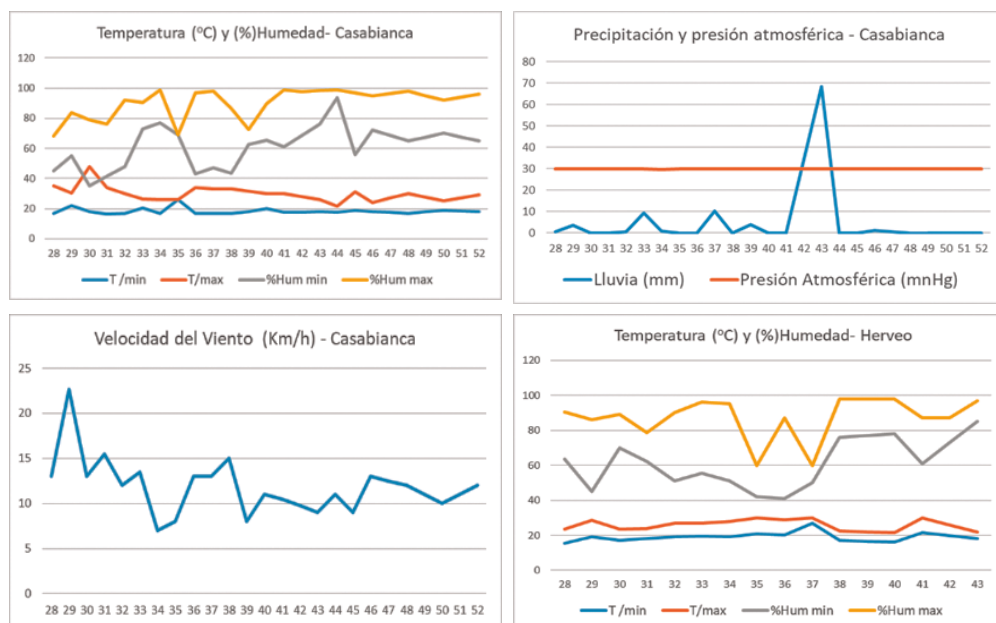 Temperatura (°C) y (%)Humedad- Casabianca
120
100
80
60
40
20
0
28 29 30 31 32 33 34 35 36 37 38 39 40 41 42 43 44 45 46 47 48 49 50 51 52
T /min T/max %Hum min %Hum max
Precipitación y presión atmosférica - Casabianca
80
70
60
50
40
30
20
10
0
28 29 30 31 32 33 34 35 36 37 38 39 40 41 42 43 44 45 46 47 48 49 50 51 52
Lluvia (mm) Presión Atmosférica (mnHg)
Velocidad del Viento (Km/h) - Casabianca
25
20
15
10
5
0
28 29 30 31 32 33 34 35 36 37 38 39 40 41 42 43 44 45 46 47 48 49 50 51 52
Temperatura (°C) y (%)Humedad- Herveo
120
100
80
60
40
20
0
28 29 30 31 32 33 34 35 36 37 38 39 40 41 42 43
T /min T/max %Hum min %Hum max